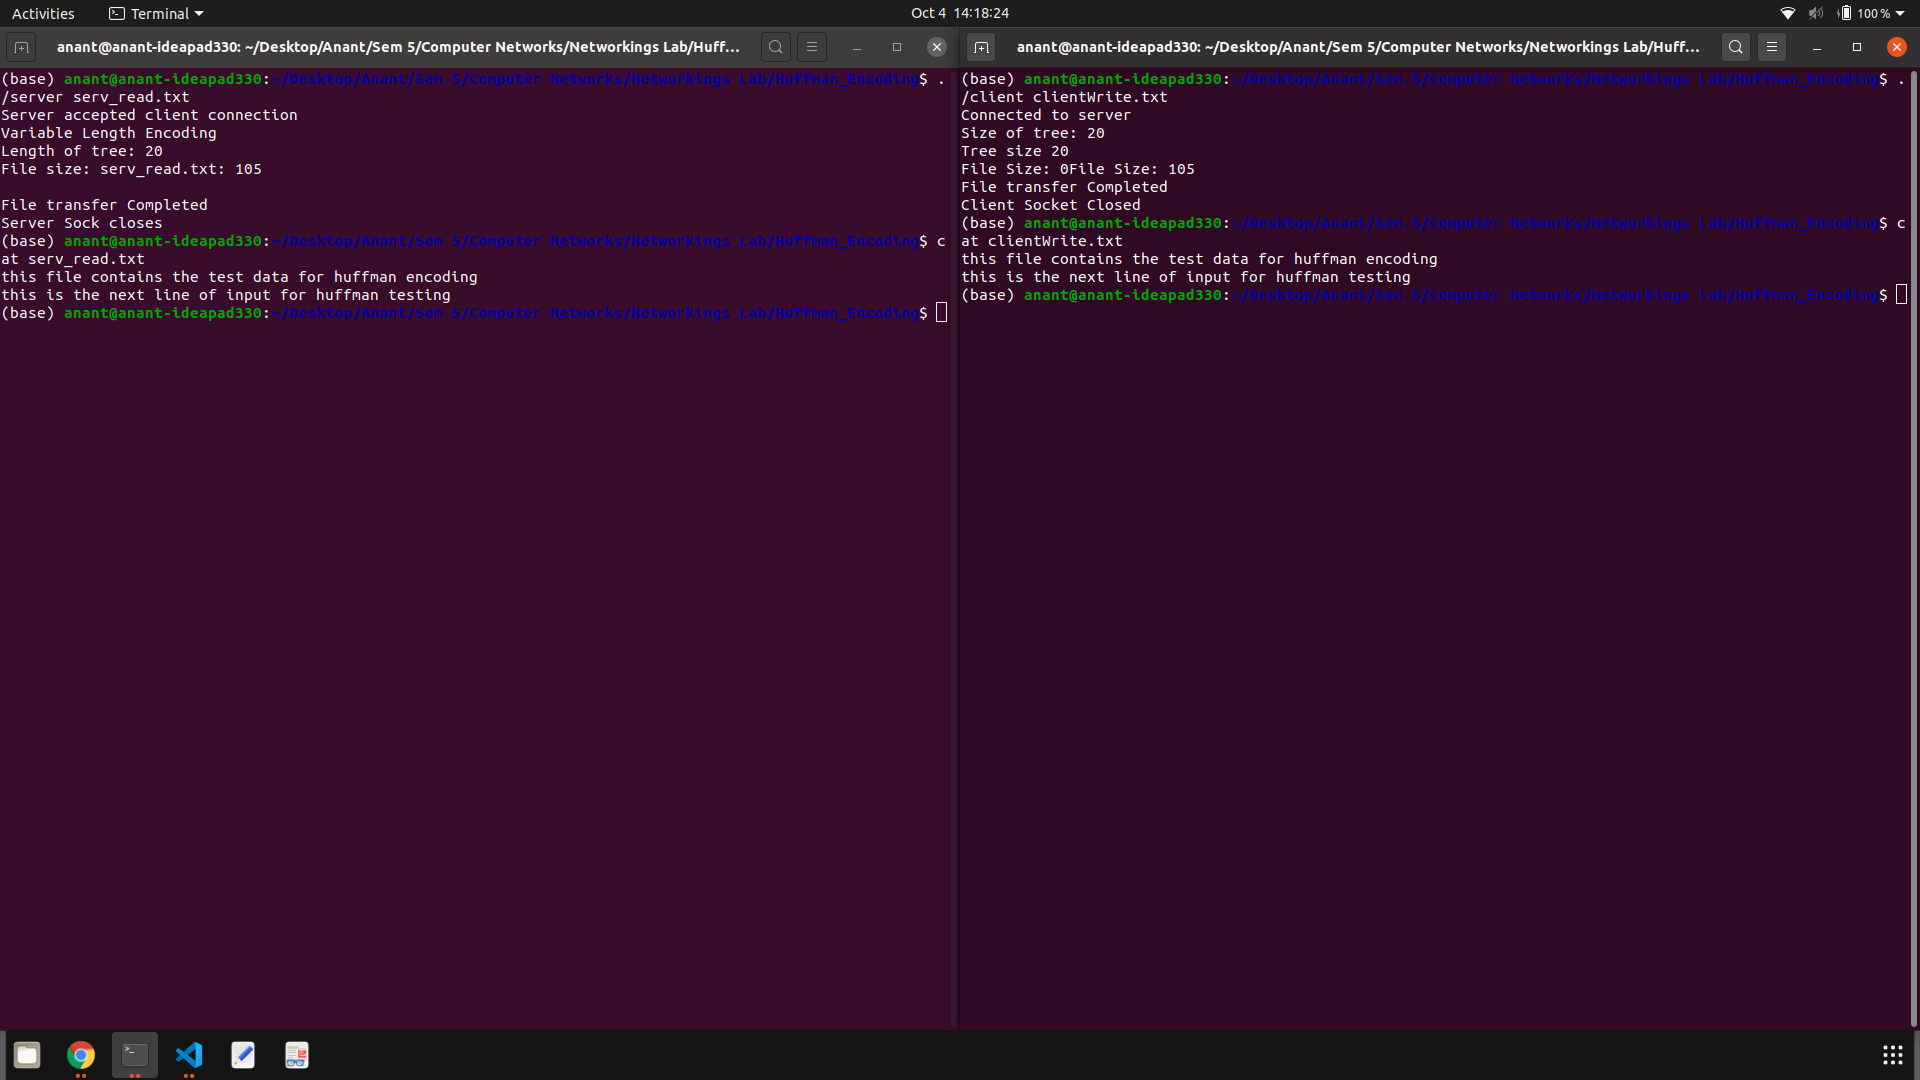 Activities
Terminal
Oct 4 14:18:24
100 %
anant@anant-ideapad330: ~/Desktop/Anant/Sem 5/Computer Networks/Networkings Lab/Huff...
(base) anant@anant-ideapad330:~/Desktop/Anant/Sem 5/Computer Networks/Networkings Lab/Huffman_Encoding$ .
/server serv_read.txt
Server accepted client connection
Variable Length Encoding
Length of tree: 20
File size: serv_read.txt: 105
File transfer Completed
Server Sock closes
(base) anant@anant-ideapad330:~/Desktop/Anant/Sem 5/Computer Networks/Networkings Lab/Huffman_Encoding$ c
at serv_read.txt
this file contains the test data for huffman encoding
this is the next line of input for huffman testing
(base) anant@anant-ideapad330:~/Desktop/Anant/Sem 5/Computer Networks/Networkings Lab/Huffman_Encoding$
anant@anant-ideapad330: ~/Desktop/Anant/Sem 5/Computer Networks/Networkings Lab/Huff...
(base) anant@anant-ideapad330:~/Desktop/Anant/Sem 5/Computer Networks/Networkings Lab/Huffman_Encoding$ .
/client clientWrite.txt
Connected to server
Size of tree: 20
Tree size 20
File Size: 0File Size: 105
File transfer Completed
Client Socket Closed
(base) anant@anant-ideapad330:~/Desktop/Anant/Sem 5/Computer Networks/Networkings Lab/Huffman_Encoding$ c
at clientWrite.txt
this file contains the test data for huffman encoding
this is the next line of input for huffman testing
(base) anant@anant-ideapad330:~/Desktop/Anant/Sem 5/Computer Networks/Networkings Lab/Huffman_Encoding$